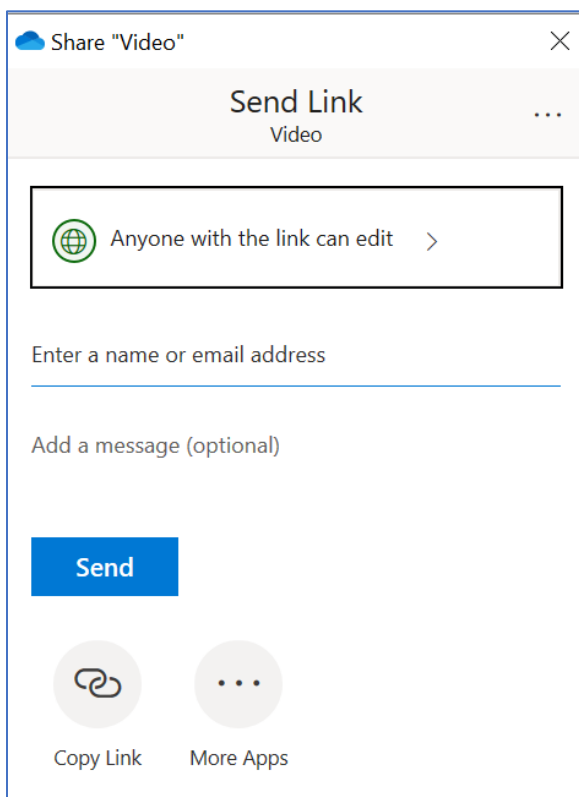 Share "Video"
Send Link
Video
Anyone with the link can edit
Enter a name or email address
Add a message (optional)
Send
Copy Link
More Apps